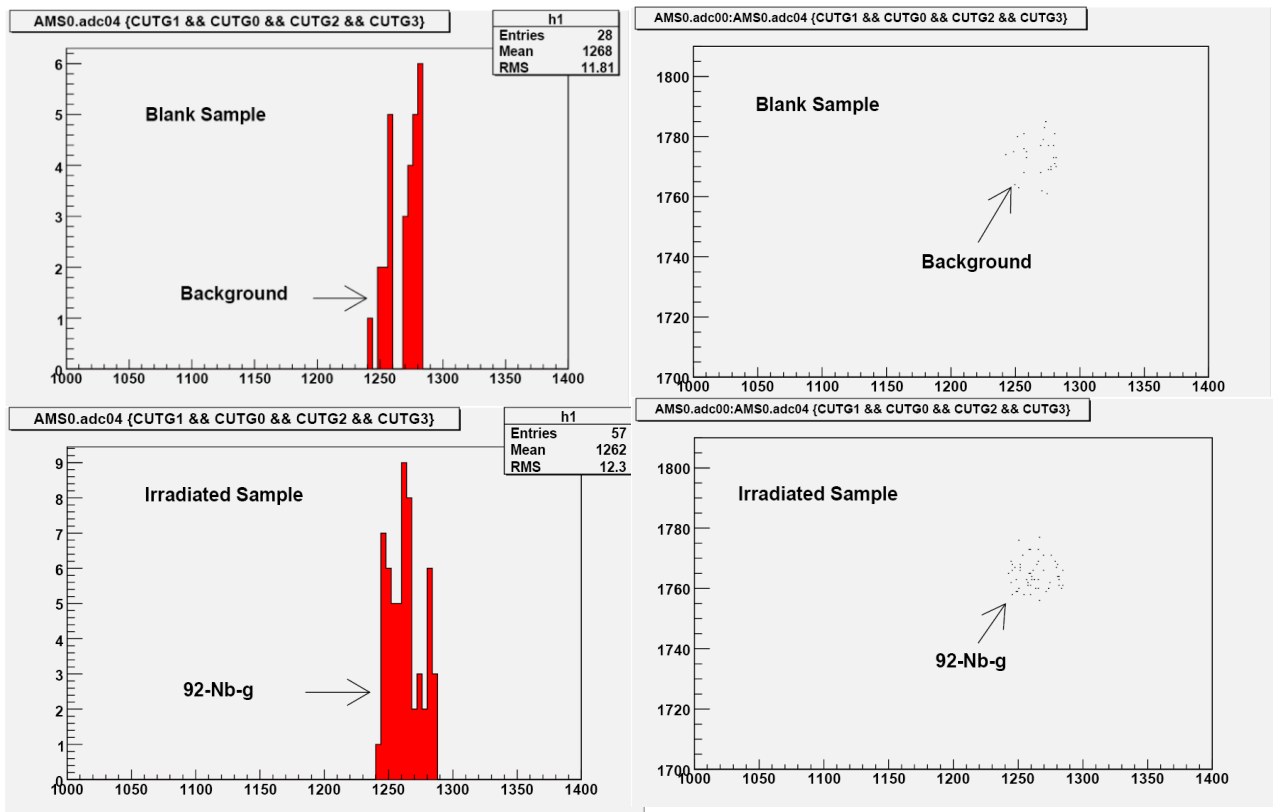 AMS0.adc04 {CUTG1 && CUTG0 && CUTG2 && CUTG3}
h1
Entries 28
Mean 1268
RMS 11.81
Blank Sample
Background
6
5
4
3
2
1
0
1000 1050 1100 1150 1200 1250 1300 1350 1400
AMS0.adc00:AMS0.adc04 {CUTG1 && CUTG0 && CUTG2 && CUTG3}
Blank Sample
Background
1800
1780
1760
1740
1720
1700
1000 1050 1100 1150 1200 1250 1300 1350 1400
AMS0.adc04 {CUTG1 && CUTG0 && CUTG2 && CUTG3}
h1
Entries 57
Mean 1262
RMS 12.3
Irradiated Sample
92-Nb-g
9
8
7
6
5
4
3
2
1
0
1000 1050 1100 1150 1200 1250 1300 1350 1400
AMS0.adc00:AMS0.adc04 {CUTG1 && CUTG0 && CUTG2 && CUTG3}
Irradiated Sample
92-Nb-g
1800
1780
1760
1740
1720
1700
1000 1050 1100 1150 1200 1250 1300 1350 1400